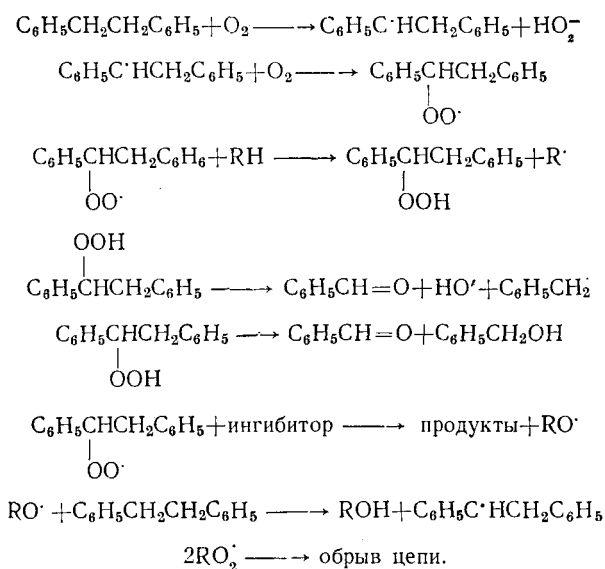 C₆H₅CH₂CH₂C₆H₅+O₂ ⟶ C₆H₅C·HCH₂C₆H₅+HO₂⁻
C₆H₅C·HCH₂C₆H₅+O₂ ⟶ C₆H₅CHCH₂C₆H₅
|
OO·
C₆H₅CHCH₂C₆H₆+RH ⟶ C₆H₅CHCH₂C₆H₅+R·
| |
OO· OOH
OOH
|
C₆H₅CHCH₂C₆H₅ ⟶ C₆H₅CH=O+HO′+C₆H₅CH₂
C₆H₅CHCH₂C₆H₅ ⟶ C₆H₅CH=O+C₆H₅CH₂OH
|
OOH
C₆H₅CHCH₂C₆H₅+ингибитор ⟶ продукты+RO·
|
OO·
RO· +C₆H₅CH₂CH₂C₆H₅ ⟶ ROH+C₆H₅C·HCH₂C₆H₅
2RO₂· ⟶ обрыв цепи.